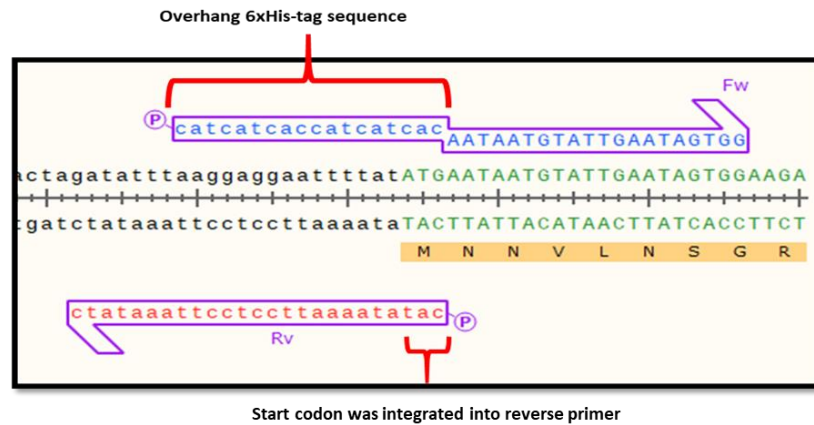 Overhang 6xHis-tag sequence
Fw
P
catcatcaccatcatcac
AATAATGTATTGAATAGTGG
actagatatttaaggaggaattttatATGAATAATGTATTGAATAGTGGAAGA
tgatctataaattcctccttaaaataTACTTATTACATAACTTATCACCTTCT
M N N V L N S G R
ctataaattcctccttaaaatatac
P
Rv
Start codon was integrated into reverse primer